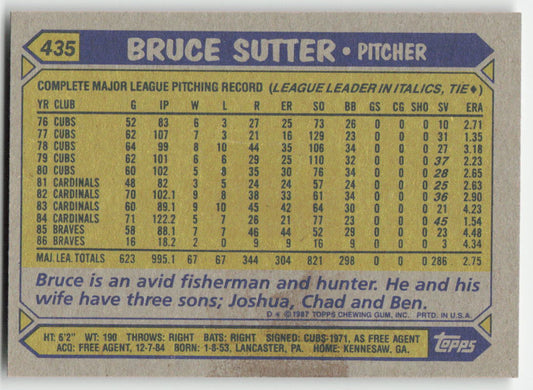 435 BRUCE SUTTER • PITCHER
COMPLETE MAJOR LEAGUE PITCHING RECORD (LEAGUE LEADER IN ITALICS, TIE♦)
YR CLUB G IP W L R ER SO BB GS CG SHO SV ERA
76 CUBS 52 83 6 3 27 25 73 26 0 0 0 10 2.71
77 CUBS 62 107 7 3 21 16 129 23 0 0 0 31 1.35
78 CUBS 64 99 8 10 44 35 106 34 0 0 0 27 3.18
79 CUBS 62 101 6 6 29 25 110 32 0 0 0 37 2.23
80 CUBS 60 102 5 8 35 30 76 34 0 0 0 28 2.65
81 CARDINALS 48 82 3 5 24 24 57 24 0 0 0 25 2.63
82 CARDINALS 70 102.1 9 8 38 33 61 34 0 0 0 36 2.90
83 CARDINALS 60 89.1 9 10 45 42 64 30 0 0 0 21 4.23
84 CARDINALS 71 122.2 5 7 26 21 77 23 0 0 0 45 1.54
85 BRAVES 58 88.1 7 7 46 44 52 29 0 0 0 23 4.48
86 BRAVES 16 18.2 2 0 9 9 16 9 0 0 0 3 4.34
MAJ. LEA. TOTALS 623 995.1 67 67 344 304 821 298 0 0 0 286 2.75
Bruce is an avid fisherman and hunter. He and his
wife have three sons; Joshua, Chad and Ben.
D ★ © 1987 TOPPS CHEWING GUM, INC. PRTD. IN U.S.A.
HT: 6'2" WT: 190 THROWS: RIGHT BATS: RIGHT SIGNED: CUBS-1971, AS FREE AGENT
ACQ: FREE AGENT, 12-7-84 BORN: 1-8-53, LANCASTER, PA. HOME: KENNESAW, GA.
Topps